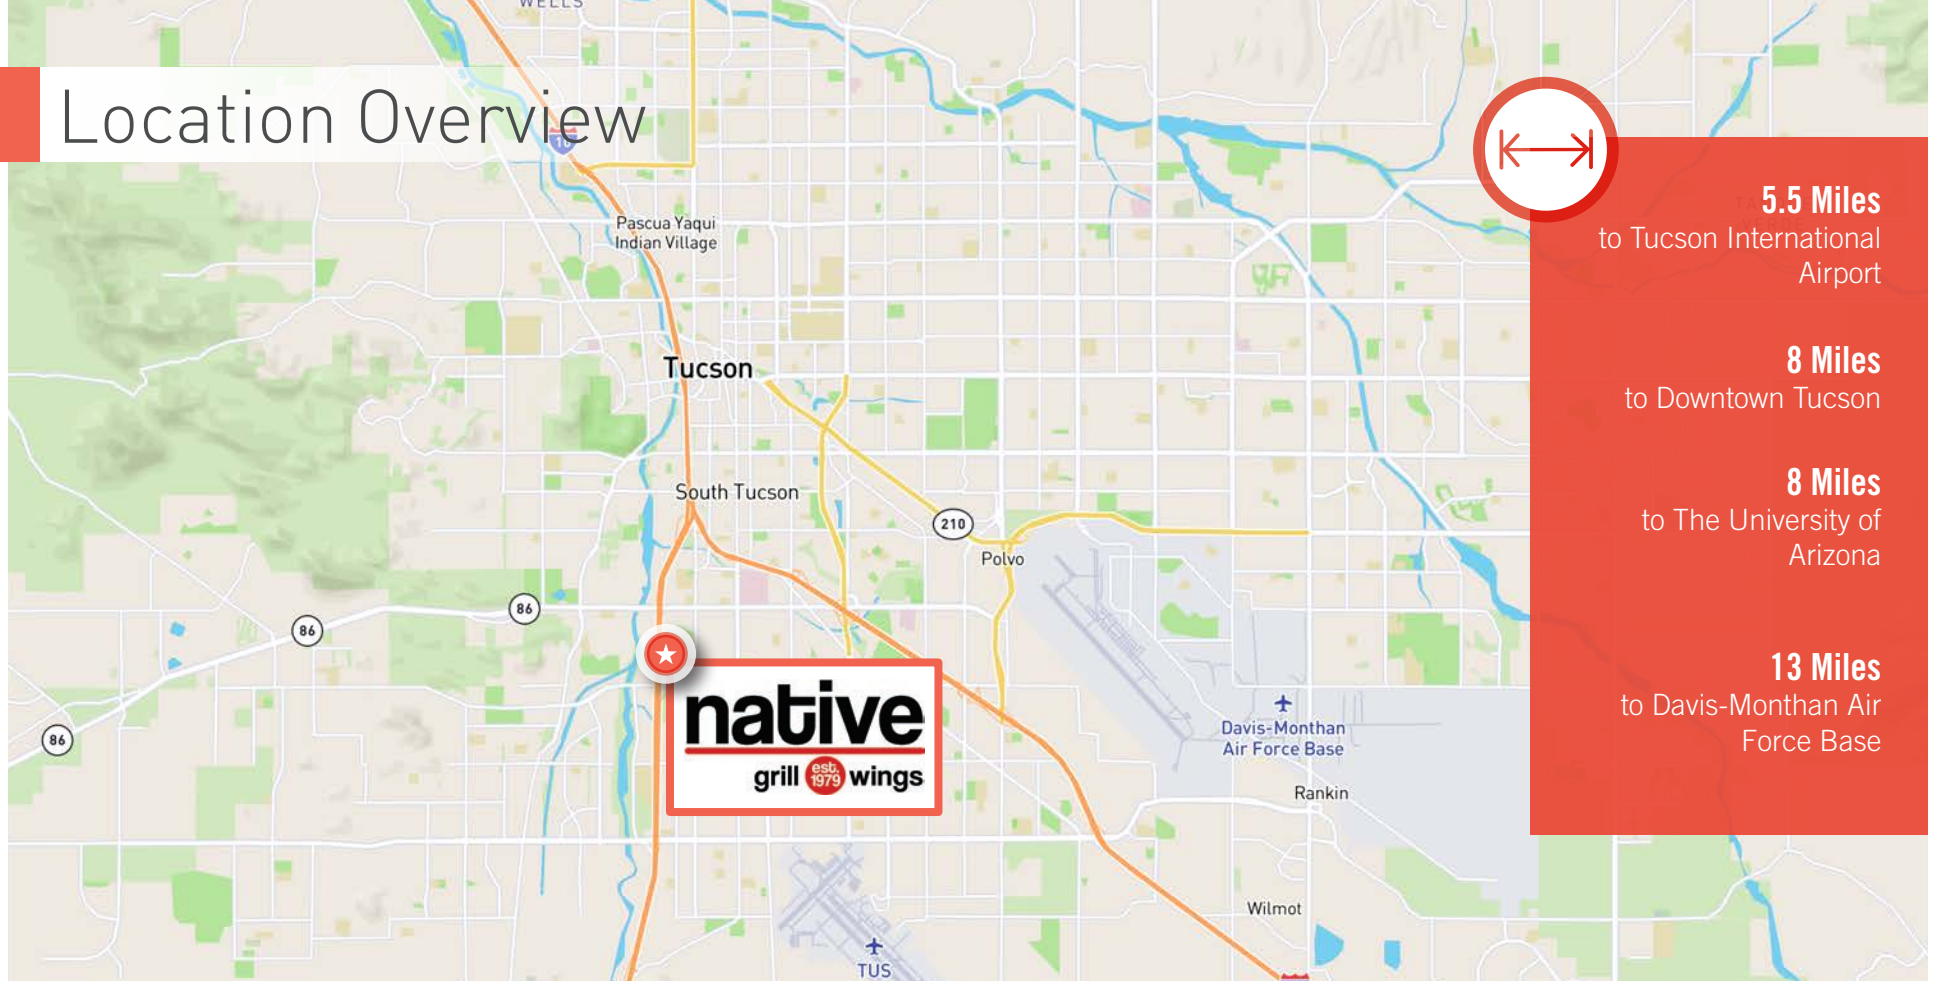 WELLS
Location Overview
10
Pascua Yaqui
Indian Village
Tucson
South Tucson
210
Polvo
86
86
86
native
grill est. 1979 wings
Davis-Monthan
Air Force Base
Rankin
Wilmot
TUS
5.5 Miles
to Tucson International
Airport
8 Miles
to Downtown Tucson
8 Miles
to The University of
Arizona
13 Miles
to Davis-Monthan Air
Force Base